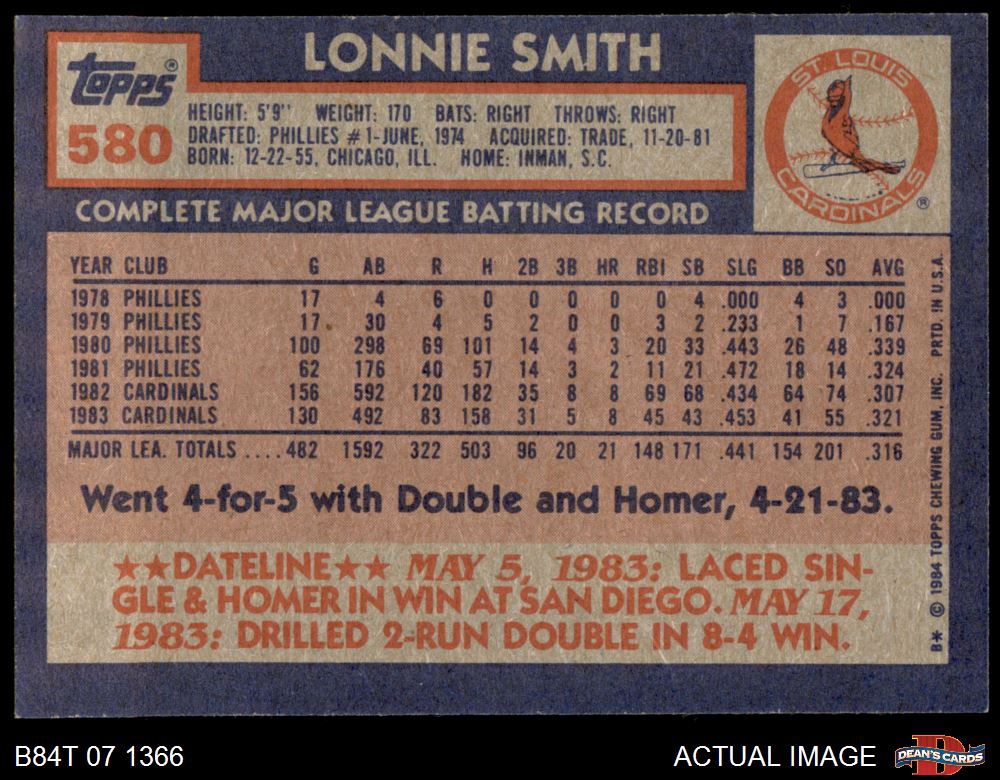 LONNIE SMITH
Topps®
580
HEIGHT: 5'9" WEIGHT: 170 BATS: RIGHT THROWS: RIGHT
DRAFTED: PHILLIES #1-JUNE, 1974 ACQUIRED: TRADE, 11-20-81
BORN: 12-22-55, CHICAGO, ILL. HOME: INMAN, S.C.
ST. LOUIS
CARDINALS
®
COMPLETE MAJOR LEAGUE BATTING RECORD
YEAR CLUB G AB R H 2B 3B HR RBI SB SLG BB SO AVG
1978 PHILLIES 17 4 6 0 0 0 0 0 4 .000 4 3 .000
1979 PHILLIES 17 30 4 5 2 0 0 3 2 .233 1 7 .167
1980 PHILLIES 100 298 69 101 14 4 3 20 33 .443 26 48 .339
1981 PHILLIES 62 176 40 57 14 3 2 11 21 .472 18 14 .324
1982 CARDINALS 156 592 120 182 35 8 8 69 68 .434 64 74 .307
1983 CARDINALS 130 492 83 158 31 5 8 45 43 .453 41 55 .321
MAJOR LEA. TOTALS ....482 1592 322 503 96 20 21 148 171 .441 154 201 .316
Went 4-for-5 with Double and Homer, 4-21-83.
★★DATELINE★★ MAY 5, 1983: LACED SIN-
GLE & HOMER IN WIN AT SAN DIEGO. MAY 17,
1983: DRILLED 2-RUN DOUBLE IN 8-4 WIN.
B* © 1984 TOPPS CHEWING GUM, INC. PRTD. IN U.S.A.
B84T 07 1366
ACTUAL IMAGE
DEAN'S CARDS